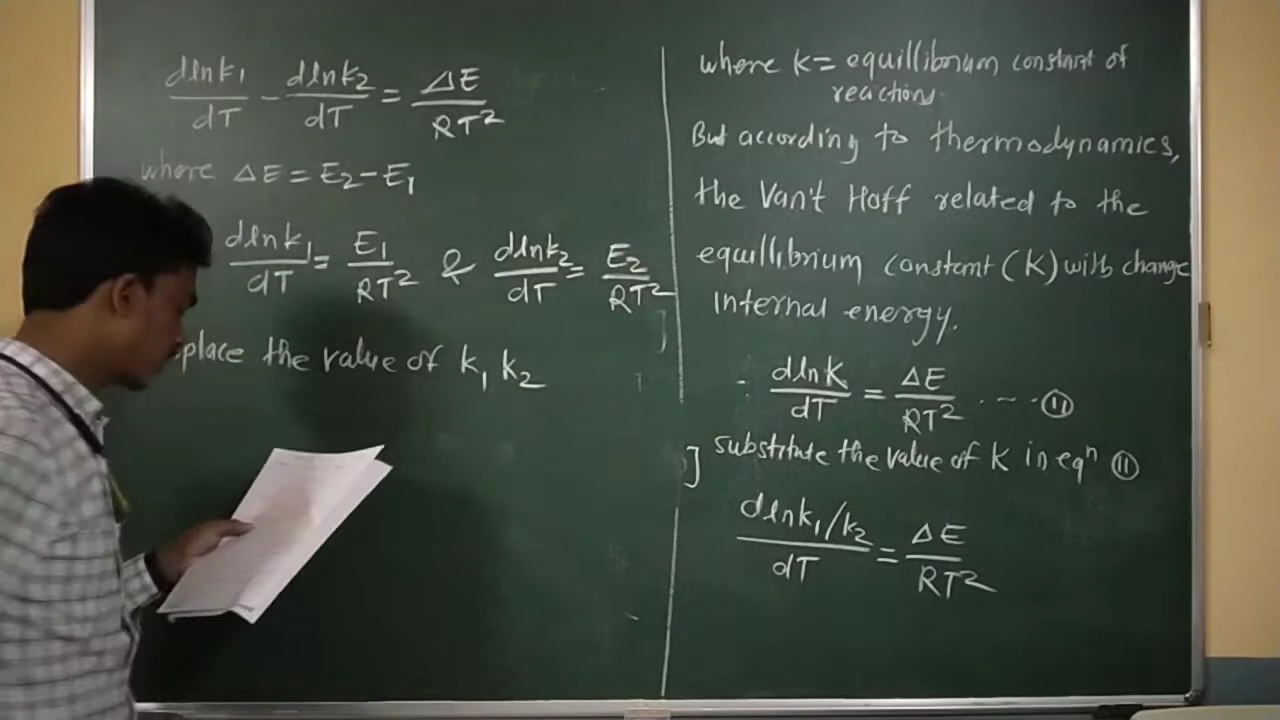 dlnk1/dT - dlnk2/dT = ΔE/RT²
where ΔE = E2 - E1
dlnk1/dT = E1/RT² & dlnk2/dT = E2/RT²
place the value of k1 k2
where K = equillibrium constant of
reaction.
But according to thermodynamics,
the Van't Hoff related to the
equillibrium constant (K) with change
internal energy.
∴ dlnK/dT = ΔE/RT² ---- (11)
] substitute the value of K in eqn (11)
dlnk1/k2/dT = ΔE/RT²